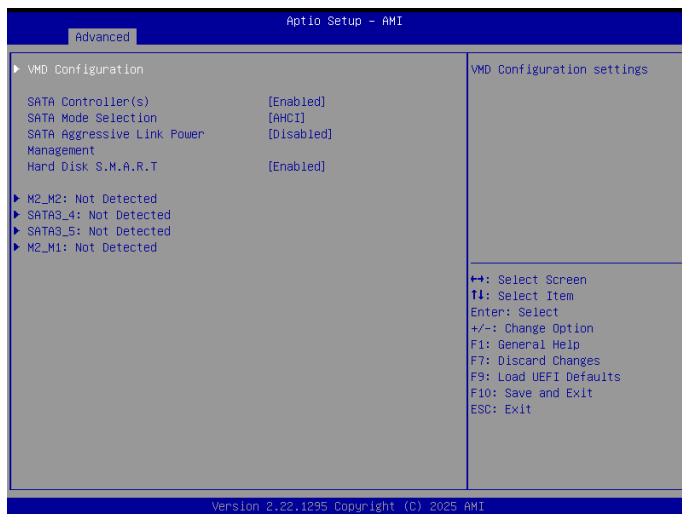 Aptio Setup – AMI
Advanced
VMD Configuration
SATA Controller(s) [Enabled]
SATA Mode Selection [AHCI]
SATA Aggressive Link Power [Disabled]
Management
Hard Disk S.M.A.R.T [Enabled]
M2_M2: Not Detected
SATA3_4: Not Detected
SATA3_5: Not Detected
M2_M1: Not Detected
VMD Configuration settings
↔: Select Screen
↑↓: Select Item
Enter: Select
+/-: Change Option
F1: General Help
F7: Discard Changes
F9: Load UEFI Defaults
F10: Save and Exit
ESC: Exit
Version 2.22.1295 Copyright (C) 2025 AMI